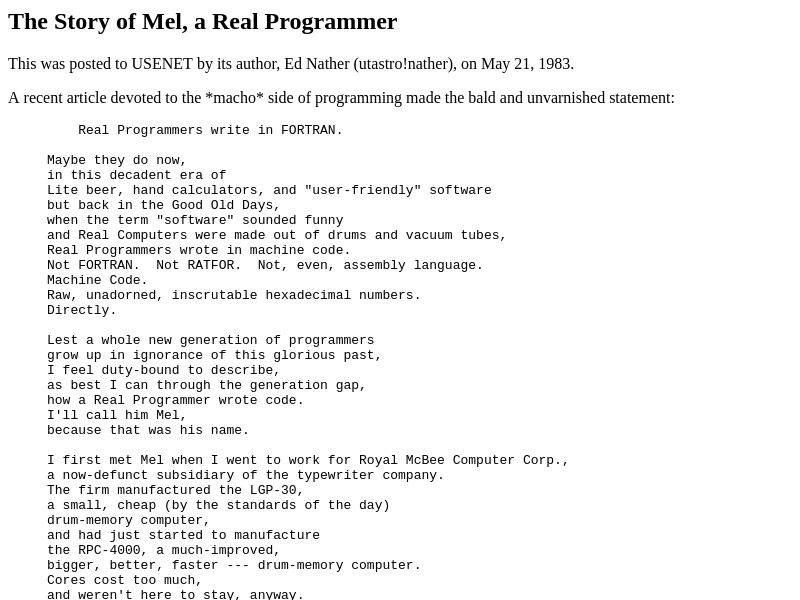 The Story of Mel, a Real Programmer
This was posted to USENET by its author, Ed Nather (utastro!nather), on May 21, 1983.
A recent article devoted to the *macho* side of programming made the bald and unvarnished statement:
Real Programmers write in FORTRAN.
Maybe they do now,
in this decadent era of
Lite beer, hand calculators, and "user-friendly" software
but back in the Good Old Days,
when the term "software" sounded funny
and Real Computers were made out of drums and vacuum tubes,
Real Programmers wrote in machine code.
Not FORTRAN.  Not RATFOR.  Not, even, assembly language.
Machine Code.
Raw, unadorned, inscrutable hexadecimal numbers.
Directly.
Lest a whole new generation of programmers
grow up in ignorance of this glorious past,
I feel duty-bound to describe,
as best I can through the generation gap,
how a Real Programmer wrote code.
I'll call him Mel,
because that was his name.
I first met Mel when I went to work for Royal McBee Computer Corp.,
a now-defunct subsidiary of the typewriter company.
The firm manufactured the LGP-30,
a small, cheap (by the standards of the day)
drum-memory computer,
and had just started to manufacture
the RPC-4000, a much-improved,
bigger, better, faster --- drum-memory computer.
Cores cost too much,
and weren't here to stay, anyway.